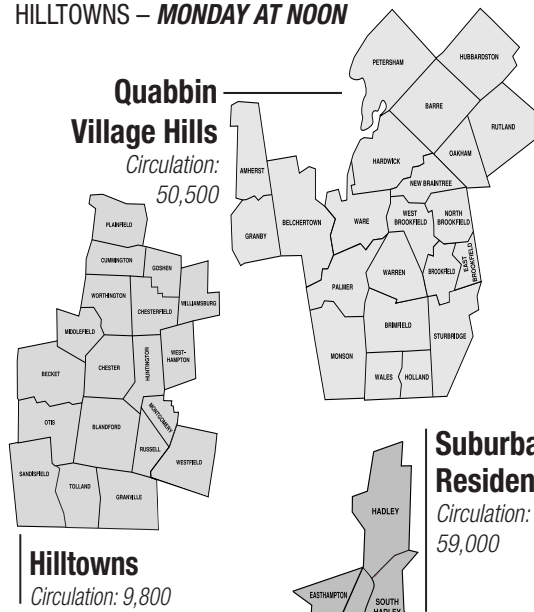 HILLTOWNS – MONDAY AT NOON
Quabbin
Village Hills
Circulation:
50,500
PETERSHAM
HUBBARDSTON
BARRE
RUTLAND
HARDWICK
OAKHAM
NEW BRAINTREE
AMHERST
GRANBY
BELCHERTOWN
WARE
WEST
BROOKFIELD
NORTH
BROOKFIELD
EAST
BROOKFIELD
PALMER
WARREN
BROOKFIELD
BRIMFIELD
STURBRIDGE
MONSON
WALES
HOLLAND
PLAINFIELD
CUMMINGTON
GOSHEN
WORTHINGTON
WILLIAMSBURG
CHESTERFIELD
MIDDLEFIELD
HUNTINGTON
WEST-
HAMPTON
BECKET
CHESTER
MONTGOMERY
OTIS
BLANDFORD
RUSSELL
WESTFIELD
SANDISFIELD
TOLLAND
GRANVILLE
Hilltowns
Circulation: 9,800
Suburba
Residen
Circulation:
59,000
HADLEY
EASTHAMPTON
SOUTH
HADLEY